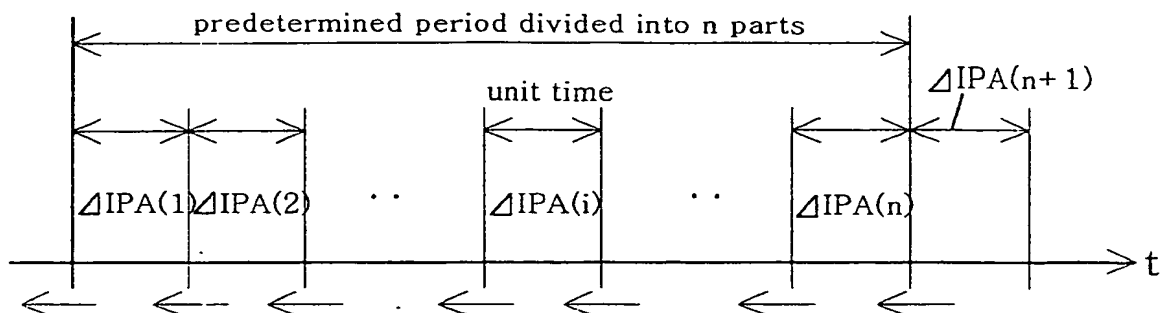 predetermined period divided into n parts
⊿IPA(n+1)
unit time
⊿IPA(1) ⊿IPA(2) ·· ⊿IPA(i) ·· ⊿IPA(n)
t